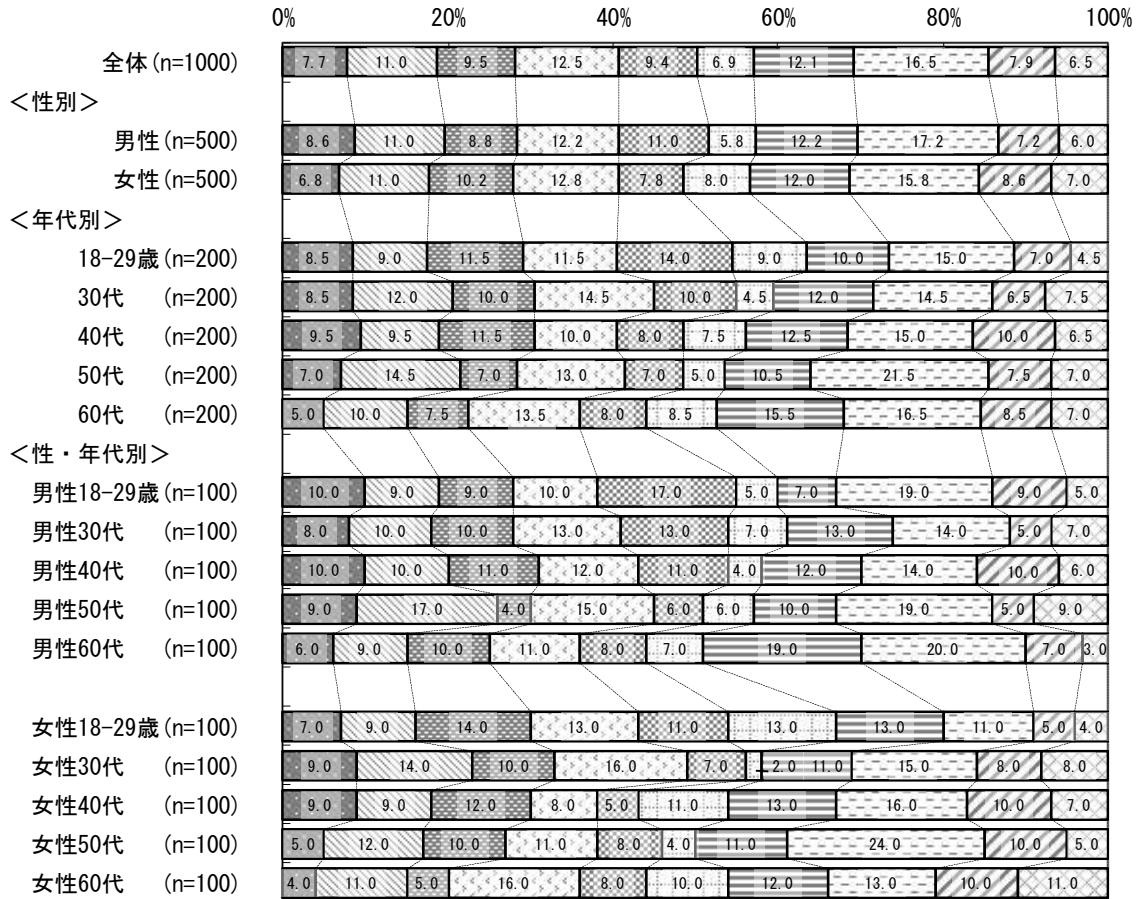 0% 20% 40% 60% 80% 100%
全体(n=1000) 7.7 11.0 9.5 12.5 9.4 6.9 12.1 16.5 7.9 6.5
＜性別＞
男性(n=500) 8.6 11.0 8.8 12.2 11.0 5.8 12.2 17.2 7.2 6.0
女性(n=500) 6.8 11.0 10.2 12.8 7.8 8.0 12.0 15.8 8.6 7.0
＜年代別＞
18-29歳(n=200) 8.5 9.0 11.5 11.5 14.0 9.0 10.0 15.0 7.0 4.5
30代 (n=200) 8.5 12.0 10.0 14.5 10.0 4.5 12.0 14.5 6.5 7.5
40代 (n=200) 9.5 9.5 11.5 10.0 8.0 7.5 12.5 15.0 10.0 6.5
50代 (n=200) 7.0 14.5 7.0 13.0 7.0 5.0 10.5 21.5 7.5 7.0
60代 (n=200) 5.0 10.0 7.5 13.5 8.0 8.5 15.5 16.5 8.5 7.0
＜性・年代別＞
男性18-29歳(n=100) 10.0 9.0 9.0 10.0 17.0 5.0 7.0 19.0 9.0 5.0
男性30代 (n=100) 8.0 10.0 10.0 13.0 13.0 7.0 13.0 14.0 5.0 7.0
男性40代 (n=100) 10.0 10.0 11.0 12.0 11.0 4.0 12.0 14.0 10.0 6.0
男性50代 (n=100) 9.0 17.0 4.0 15.0 6.0 6.0 10.0 19.0 5.0 9.0
男性60代 (n=100) 6.0 9.0 10.0 11.0 8.0 7.0 19.0 20.0 7.0 3.0
女性18-29歳(n=100) 7.0 9.0 14.0 13.0 11.0 13.0 13.0 11.0 5.0 4.0
女性30代 (n=100) 9.0 14.0 10.0 16.0 7.0 2.0 11.0 15.0 8.0 8.0
女性40代 (n=100) 9.0 9.0 12.0 8.0 5.0 11.0 13.0 16.0 10.0 7.0
女性50代 (n=100) 5.0 12.0 10.0 11.0 8.0 4.0 11.0 24.0 10.0 5.0
女性60代 (n=100) 4.0 11.0 5.0 16.0 8.0 10.0 12.0 13.0 10.0 11.0